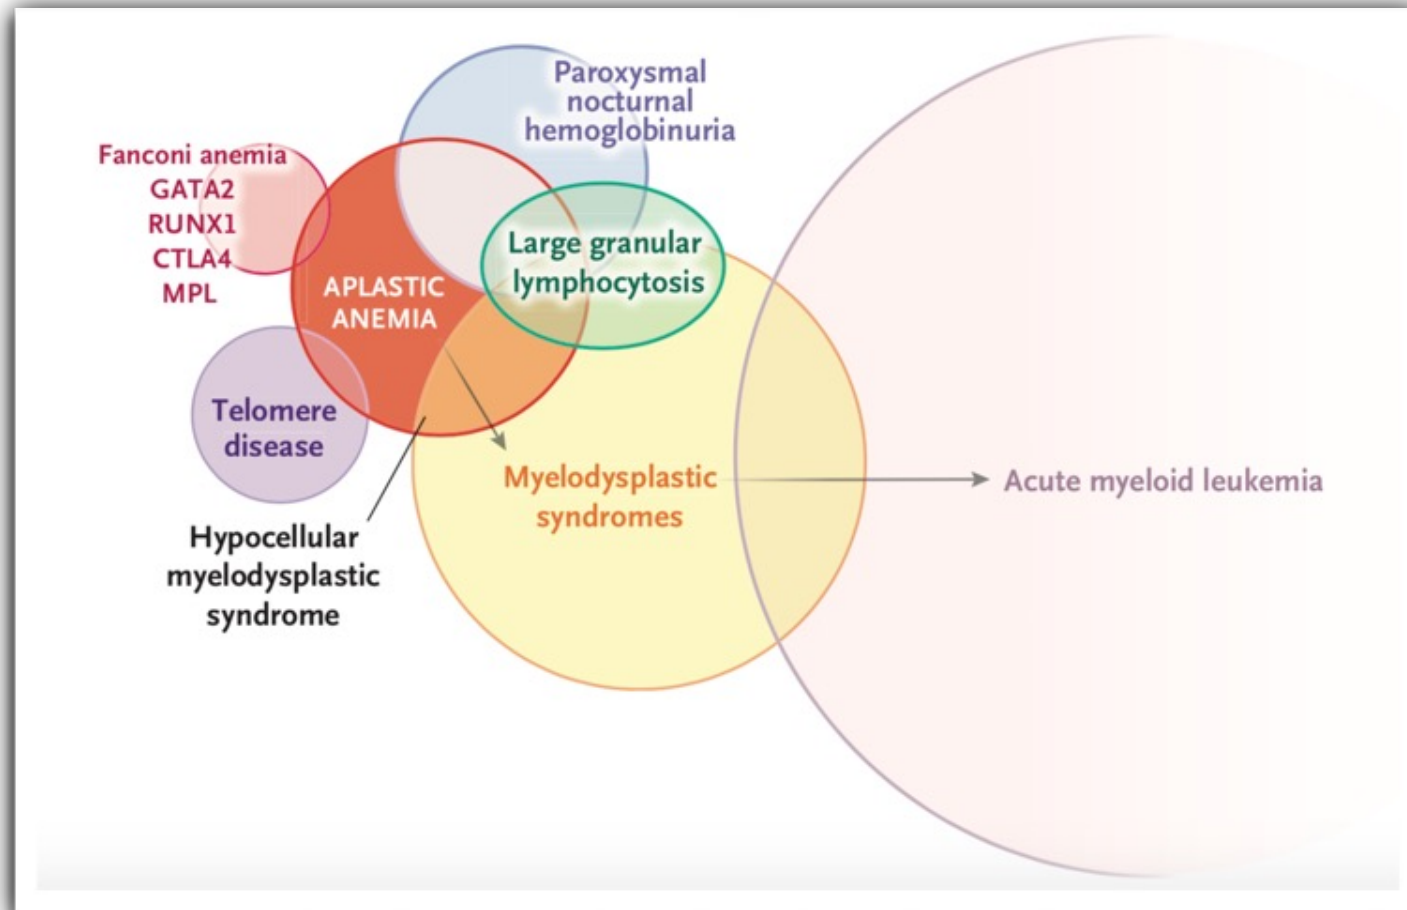 Paroxysmal
nocturnal
hemoglobinuria
Fanconi anemia
GATA2
RUNX1
CTLA4
MPL
Large granular
lymphocytosis
APLASTIC
ANEMIA
Telomere
disease
Myelodysplastic
syndromes
Acute myeloid leukemia
Hypocellular
myelodysplastic
syndrome